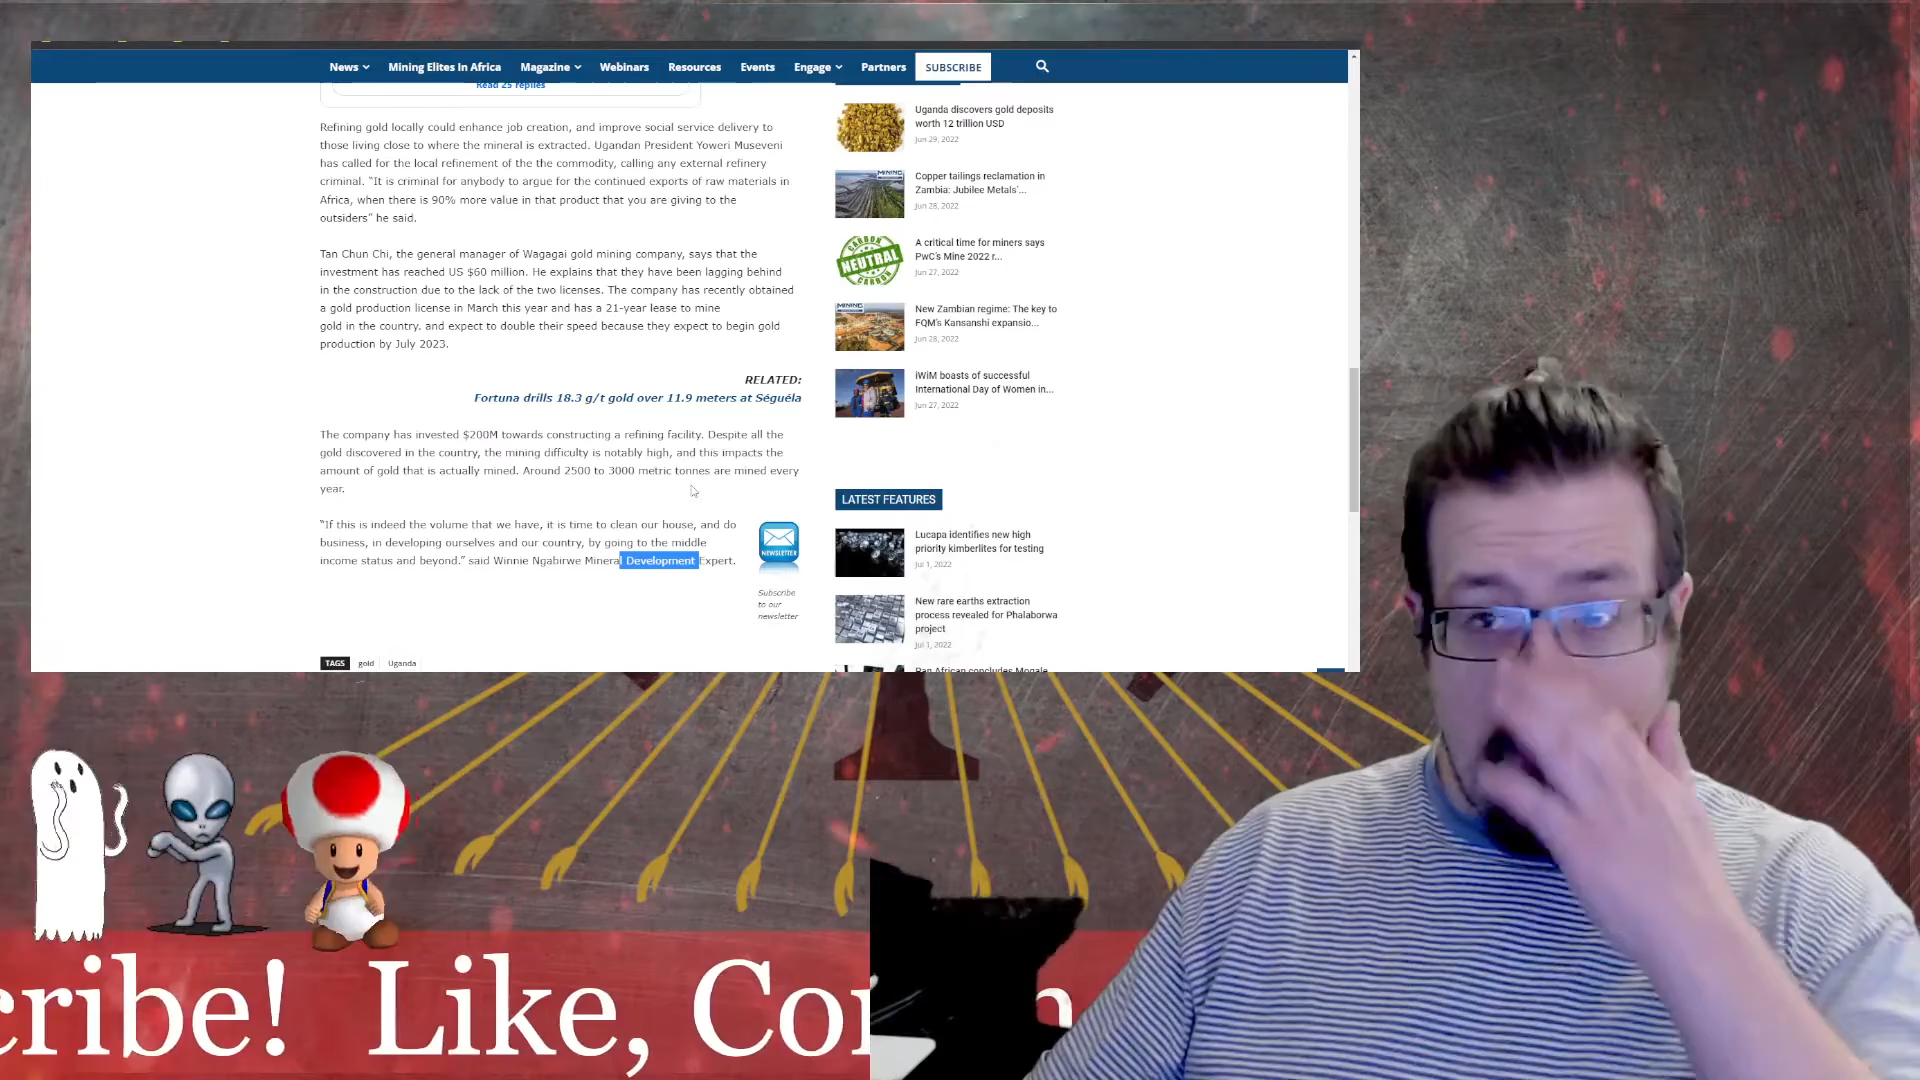 News
Mining Elites In Africa
Magazine
Webinars
Resources
Events
Engage
Partners
SUBSCRIBE
Read 25 replies
Refining gold locally could enhance job creation, and improve social service delivery to
those living close to where the mineral is extracted. Ugandan President Yoweri Museveni
has called for the local refinement of the the commodity, calling any external refinery
criminal. “It is criminal for anybody to argue for the continued exports of raw materials in
Africa, when there is 90% more value in that product that you are giving to the
outsiders” he said.
Tan Chun Chi, the general manager of Wagagai gold mining company, says that the
investment has reached US $60 million. He explains that they have been lagging behind
in the construction due to the lack of the two licenses. The company has recently obtained
a gold production license in March this year and has a 21-year lease to mine
gold in the country. and expect to double their speed because they expect to begin gold
production by July 2023.
RELATED:
Fortuna drills 18.3 g/t gold over 11.9 meters at Séguéla
The company has invested $200M towards constructing a refining facility. Despite all the
gold discovered in the country, the mining difficulty is notably high, and this impacts the
amount of gold that is actually mined. Around 2500 to 3000 metric tonnes are mined every
year.
“If this is indeed the volume that we have, it is time to clean our house, and do
business, in developing ourselves and our country, by going to the middle
income status and beyond.” said Winnie Ngabirwe Mineral Development Expert.
NEWSLETTER
Subscribe
to our
newsletter
TAGS gold Uganda
Uganda discovers gold deposits
worth 12 trillion USD
Jun 29, 2022
MINING
Copper tailings reclamation in
Zambia: Jubilee Metals'...
Jun 28, 2022
CARBON
NEUTRAL
CARBON
A critical time for miners says
PwC's Mine 2022 r...
Jun 27, 2022
MINING
New Zambian regime: The key to
FQM's Kansanshi expansio...
Jun 28, 2022
iWiM boasts of successful
International Day of Women in...
Jun 27, 2022
LATEST FEATURES
Lucapa identifies new high
priority kimberlites for testing
Jul 1, 2022
New rare earths extraction
process revealed for Phalaborwa
project
Jul 1, 2022
Pan African concludes Mogale
cribe! Like, Co